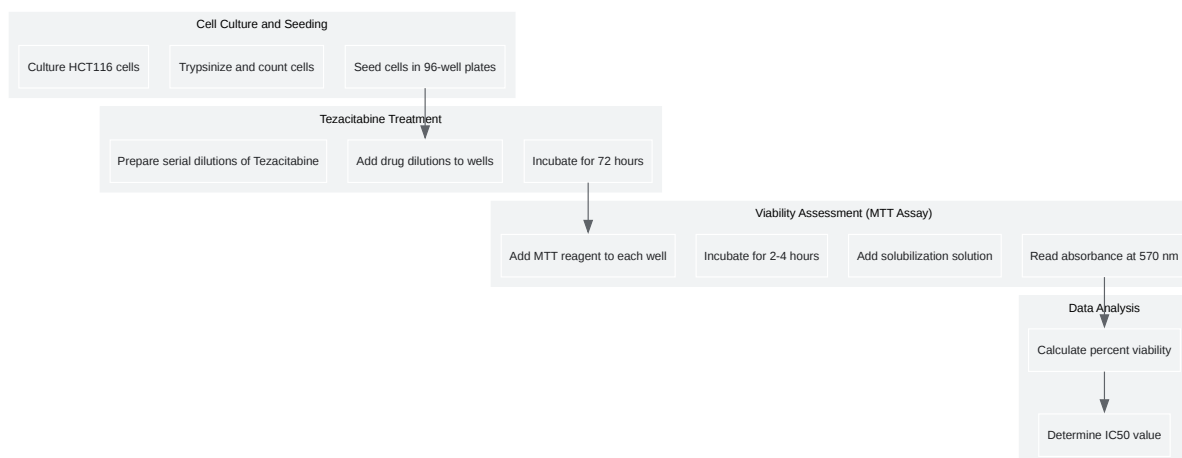 Cell Culture and Seeding
Culture HCT116 cells
Trypsinize and count cells
Seed cells in 96-well plates
Tezacitabine Treatment
Prepare serial dilutions of Tezacitabine
Add drug dilutions to wells
Incubate for 72 hours
Viability Assessment (MTT Assay)
Add MTT reagent to each well
Incubate for 2-4 hours
Add solubilization solution
Read absorbance at 570 nm
Data Analysis
Calculate percent viability
Determine IC50 value